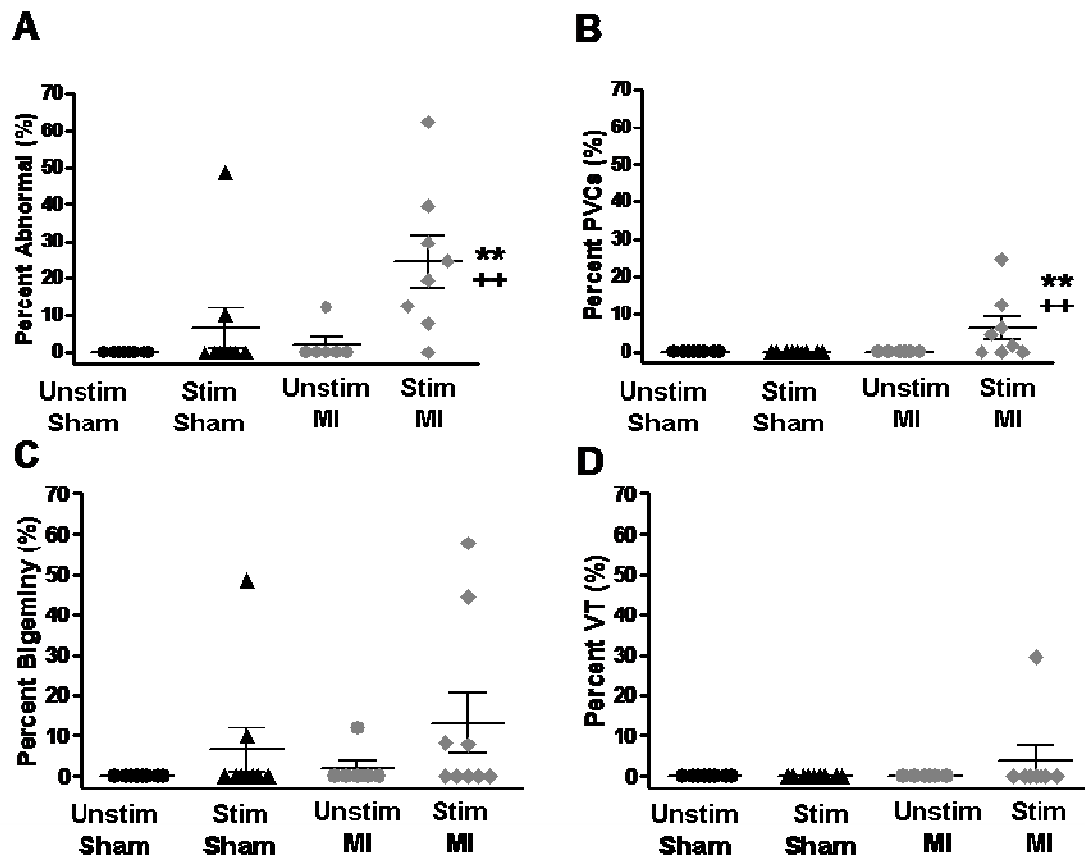 A
Percent Abnormal (%)
70
60
50
40
30
20
10
0
**
‡‡
Unstim Sham
Stim Sham
Unstim MI
Stim MI
B
Percent PVCs (%)
70
60
50
40
30
20
10
0
**
‡‡
Unstim Sham
Stim Sham
Unstim MI
Stim MI
C
Percent Bigeminy (%)
70
60
50
40
30
20
10
0
Unstim Sham
Stim Sham
Unstim MI
Stim MI
D
Percent VT (%)
70
60
50
40
30
20
10
0
Unstim Sham
Stim Sham
Unstim MI
Stim MI